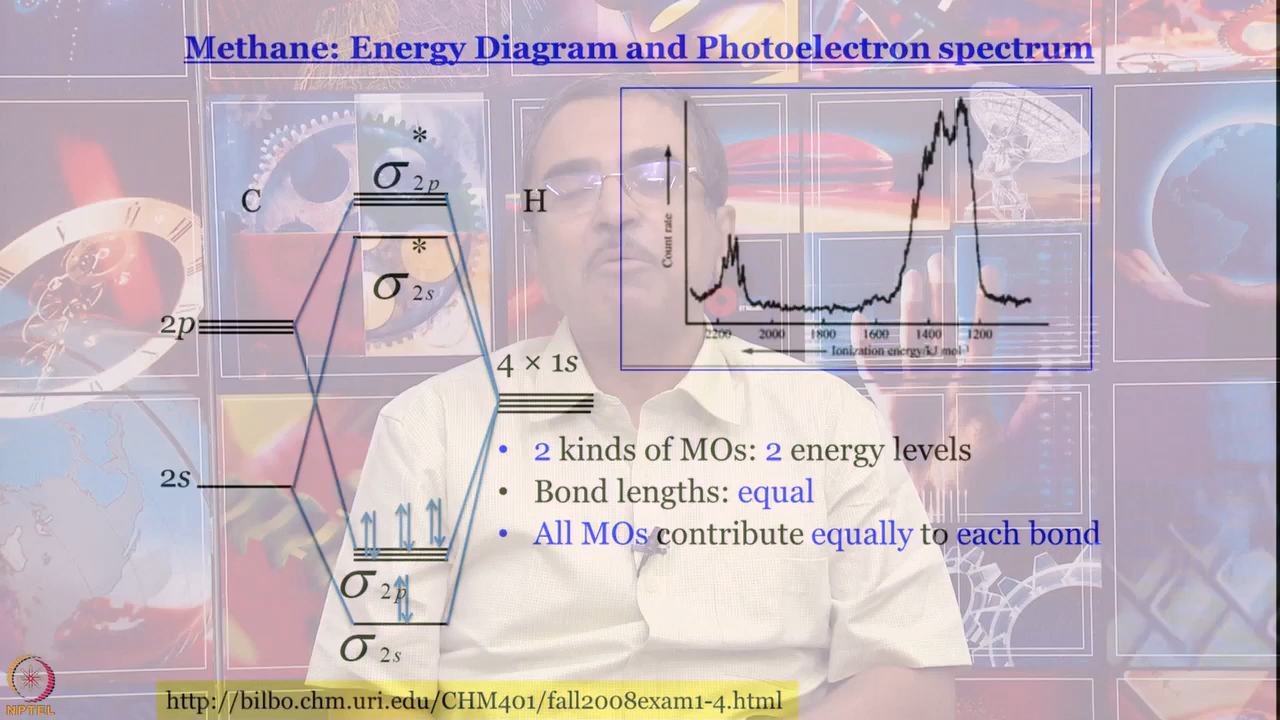 Methane: Energy Diagram and Photoelectron spectrum
σ* 2p
C
H
σ* 2s
2p
4 × 1s
2s
σ 2p
σ 2s
Count rate
2200 2000 1800 1600 1400 1200
Ionization energy/kJ mol⁻¹
• 2 kinds of MOs: 2 energy levels
• Bond lengths: equal
• All MOs contribute equally to each bond
http://bilbo.chm.uri.edu/CHM401/fall2008exam1-4.html
NPTEL